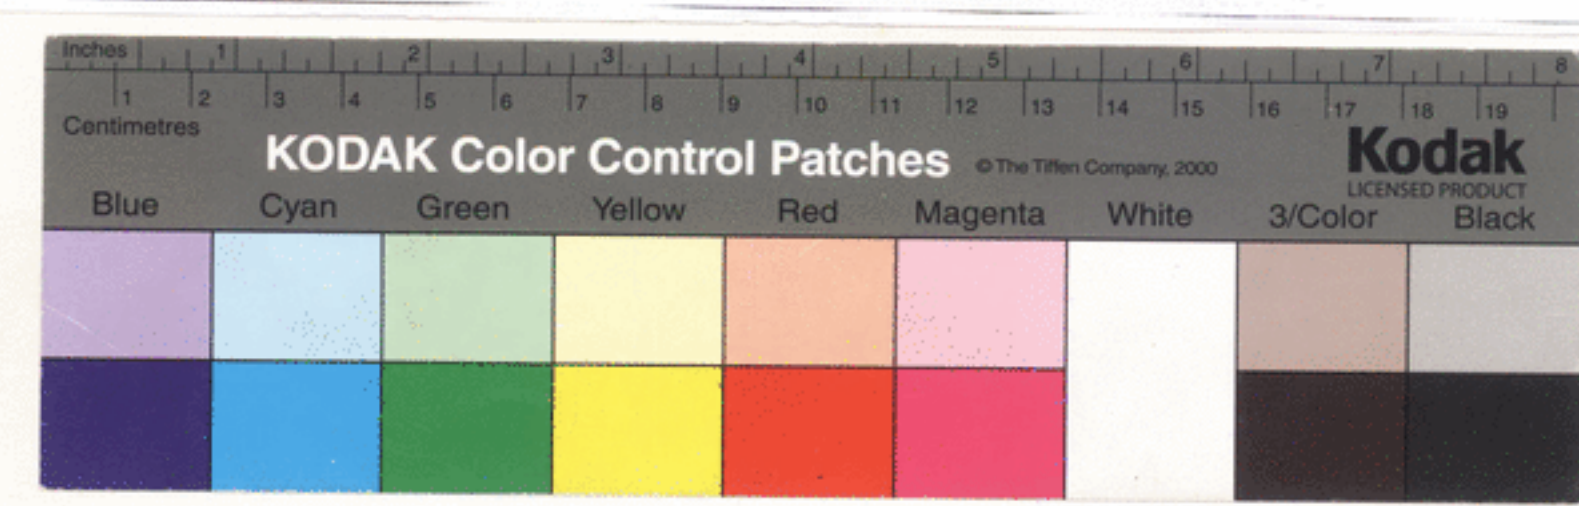 Inches 1 2 3 4 5 6 7 8
1 2 3 4 5 6 7 8 9 10 11 12 13 14 15 16 17 18 19
Centimetres
KODAK Color Control Patches © The Tiffen Company, 2000 Kodak
LICENSED PRODUCT
Blue Cyan Green Yellow Red Magenta White 3/Color Black